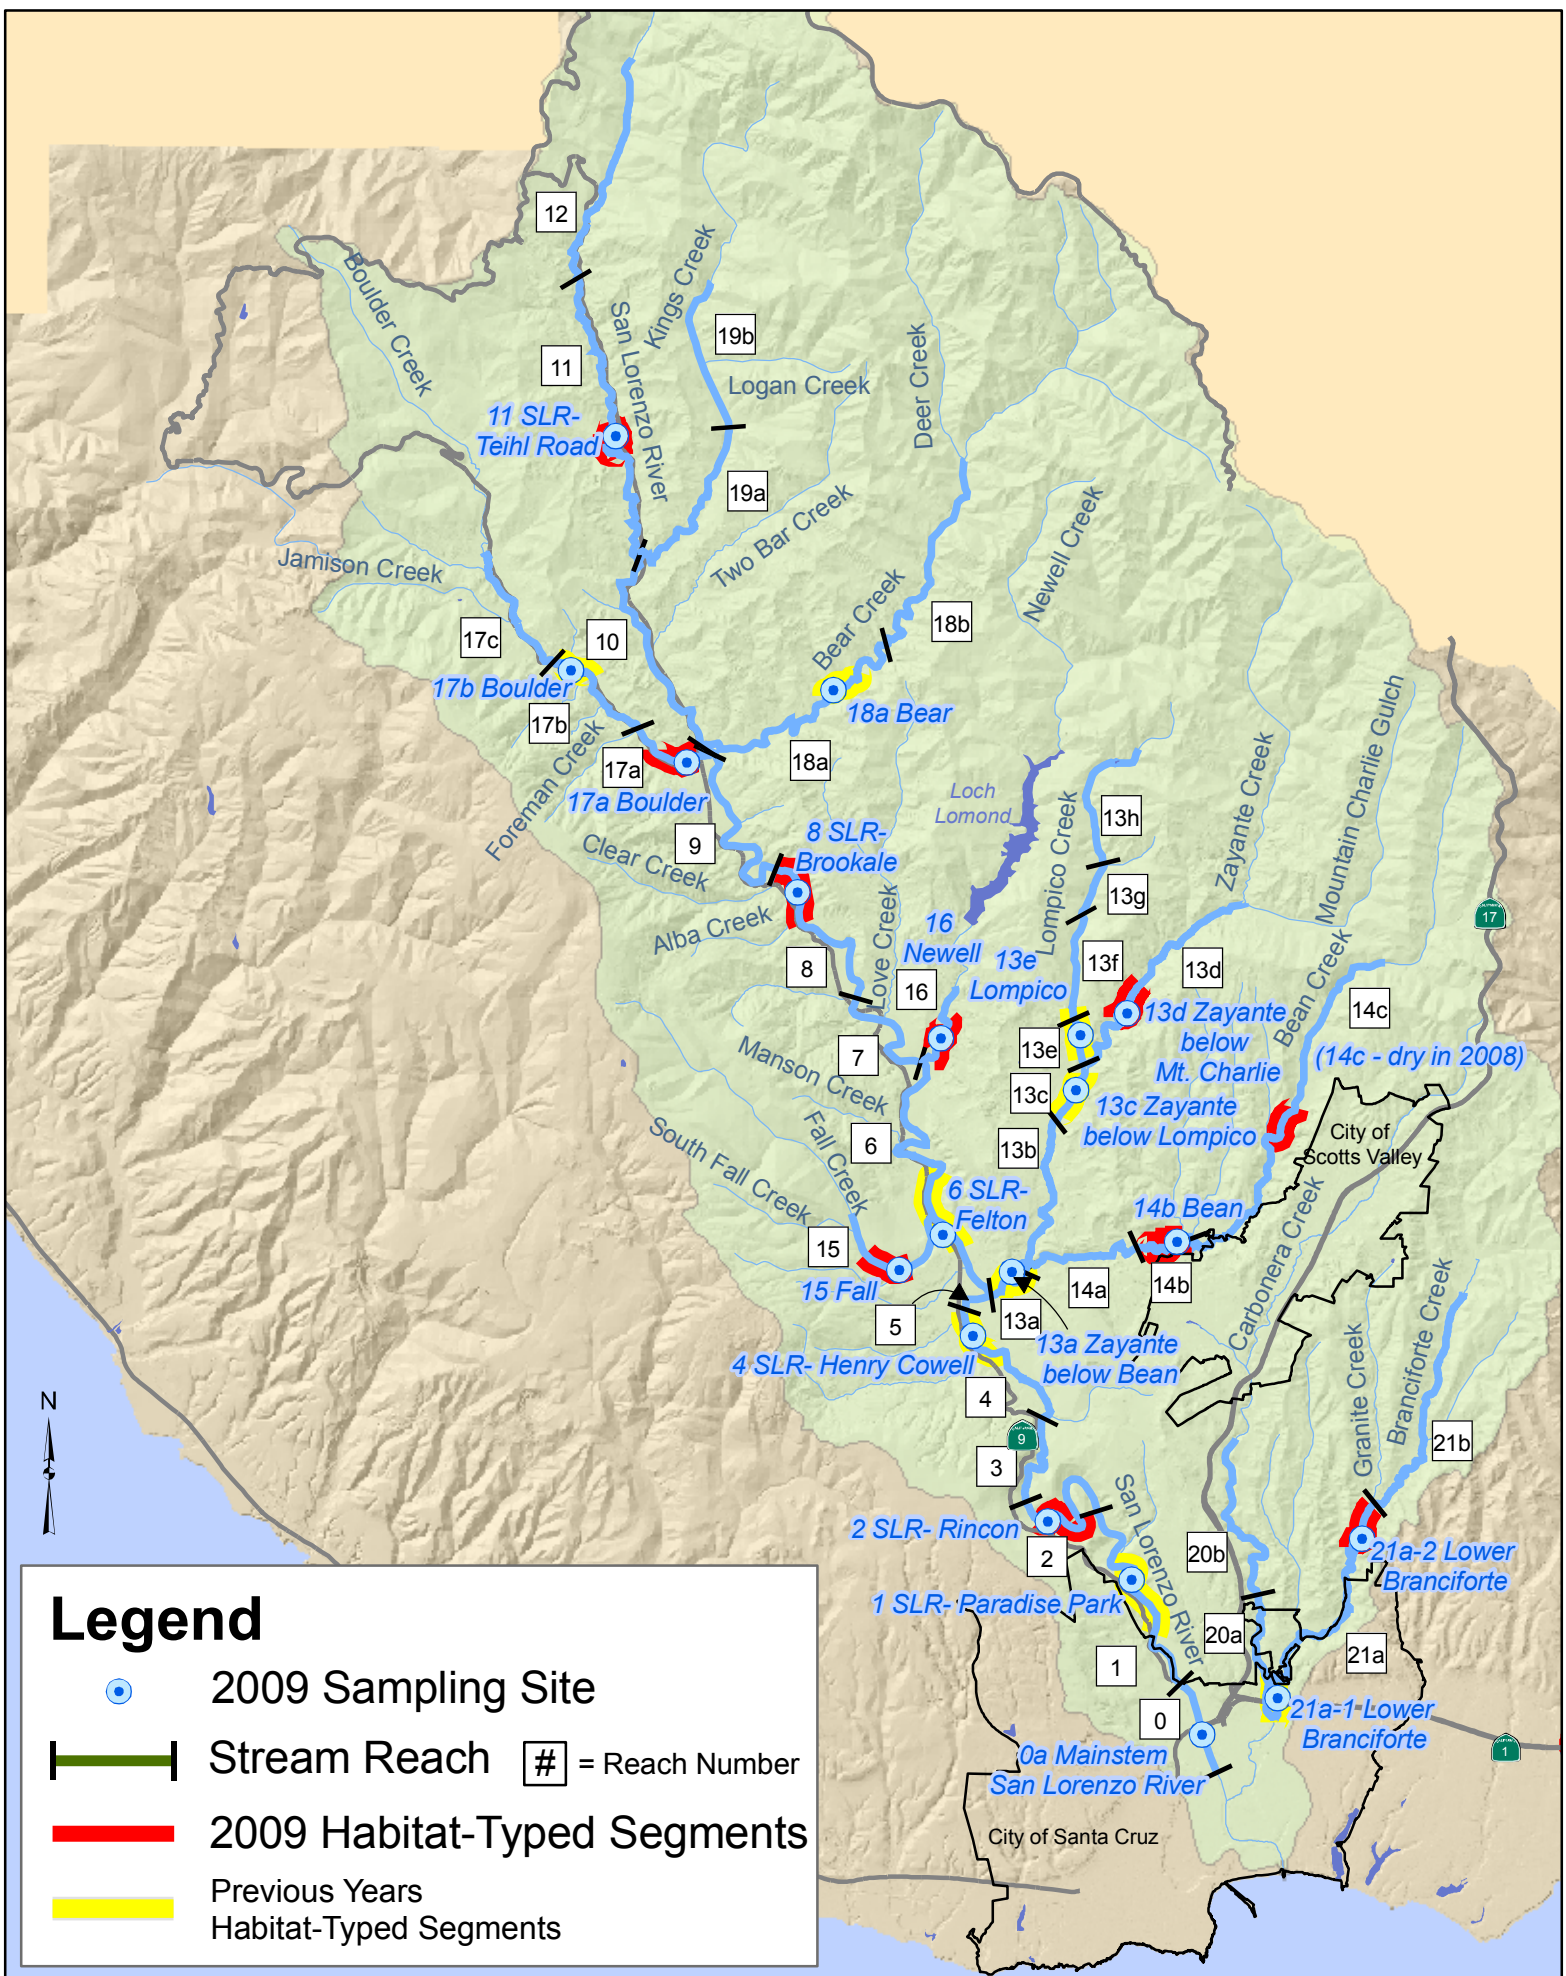 12
Boulder Creek
Kings Creek
San Lorenzo River
19b
11
Logan Creek
Deer Creek
11 SLR-
Teihl Road
19a
Two Bar Creek
Newell Creek
Jamison Creek
17c
10
Bear Creek
18b
17b Boulder
18a Bear
17b
Foreman Creek
17a
18a
17a Boulder
Loch
Lomond
Lompico Creek
13h
Zayante Creek
Mountain Charlie Gulch
9
8 SLR-
Brookale
Clear Creek
Alba Creek
Love Creek
13g
17
16
Newell
13e
Lompico
13f
13d
8
16
Bean Creek
14c
13d Zayante
below
Mt. Charlie
(14c - dry in 2008)
7
13e
Manson Creek
13c
13c Zayante
below Lompico
City of
Scotts Valley
6
Fall Creek
South Fall Creek
13b
6 SLR-
Felton
14b Bean
Carbonera Creek
15
15 Fall
14a
14b
5
13a
13a Zayante
below Bean
4 SLR- Henry Cowell
Granite Creek
Branciforte Creek
4
N
9
3
21b
San Lorenzo River
2 SLR- Rincon
2
20b
21a-2 Lower
Branciforte
1 SLR- Paradise Park
20a
21a
1
0
21a-1 Lower
Branciforte
0a Mainstem
San Lorenzo River
1
City of Santa Cruz
Legend
2009 Sampling Site
Stream Reach
# = Reach Number
2009 Habitat-Typed Segments
Previous Years
Habitat-Typed Segments